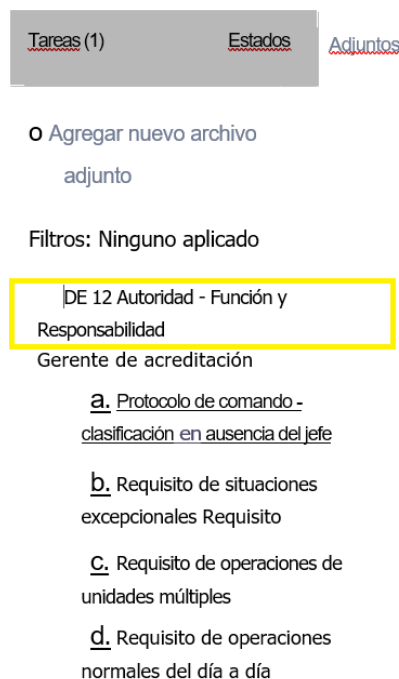 Tareas (1) Estados Adjuntos
o Agregar nuevo archivo
adjunto
Filtros: Ninguno aplicado
DE 12 Autoridad - Función y
Responsabilidad
Gerente de acreditación
a. Protocolo de comando -
clasificación en ausencia del jefe
b. Requisito de situaciones
excepcionales Requisito
c. Requisito de operaciones de
unidades múltiples
d. Requisito de operaciones
normales del día a día